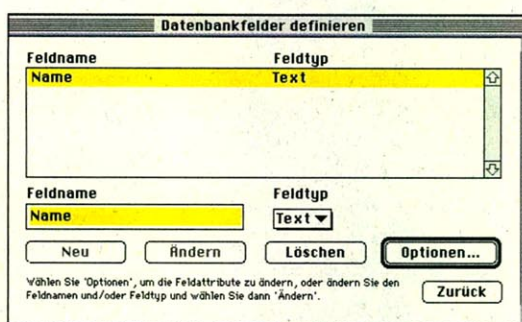 Datenbankfelder definieren
Feldname Feldtyp
Name Text
Feldname Feldtyp
Name Text
Neu Ändern Löschen Optionen...
Wählen Sie 'Optionen', um die Feldattribute zu ändern, oder ändern Sie den
Feldnamen und/oder Feldtyp und wählen Sie dann 'Ändern'.
Zurück